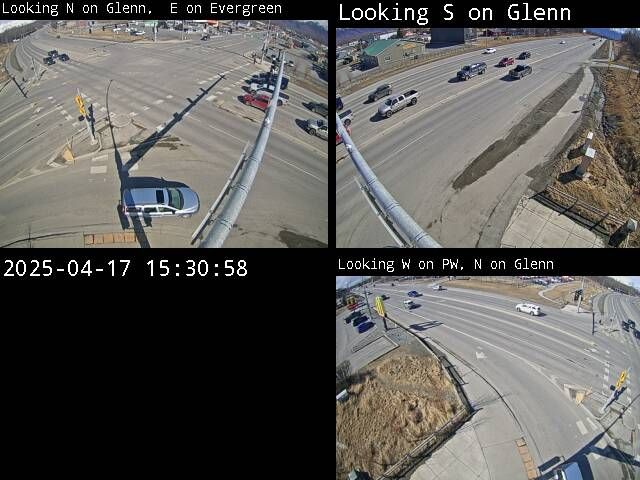 Looking N on Glenn, E on Evergreen
Looking S on Glenn
2025-04-17 15:30:58
Looking W on PW, N on Glenn